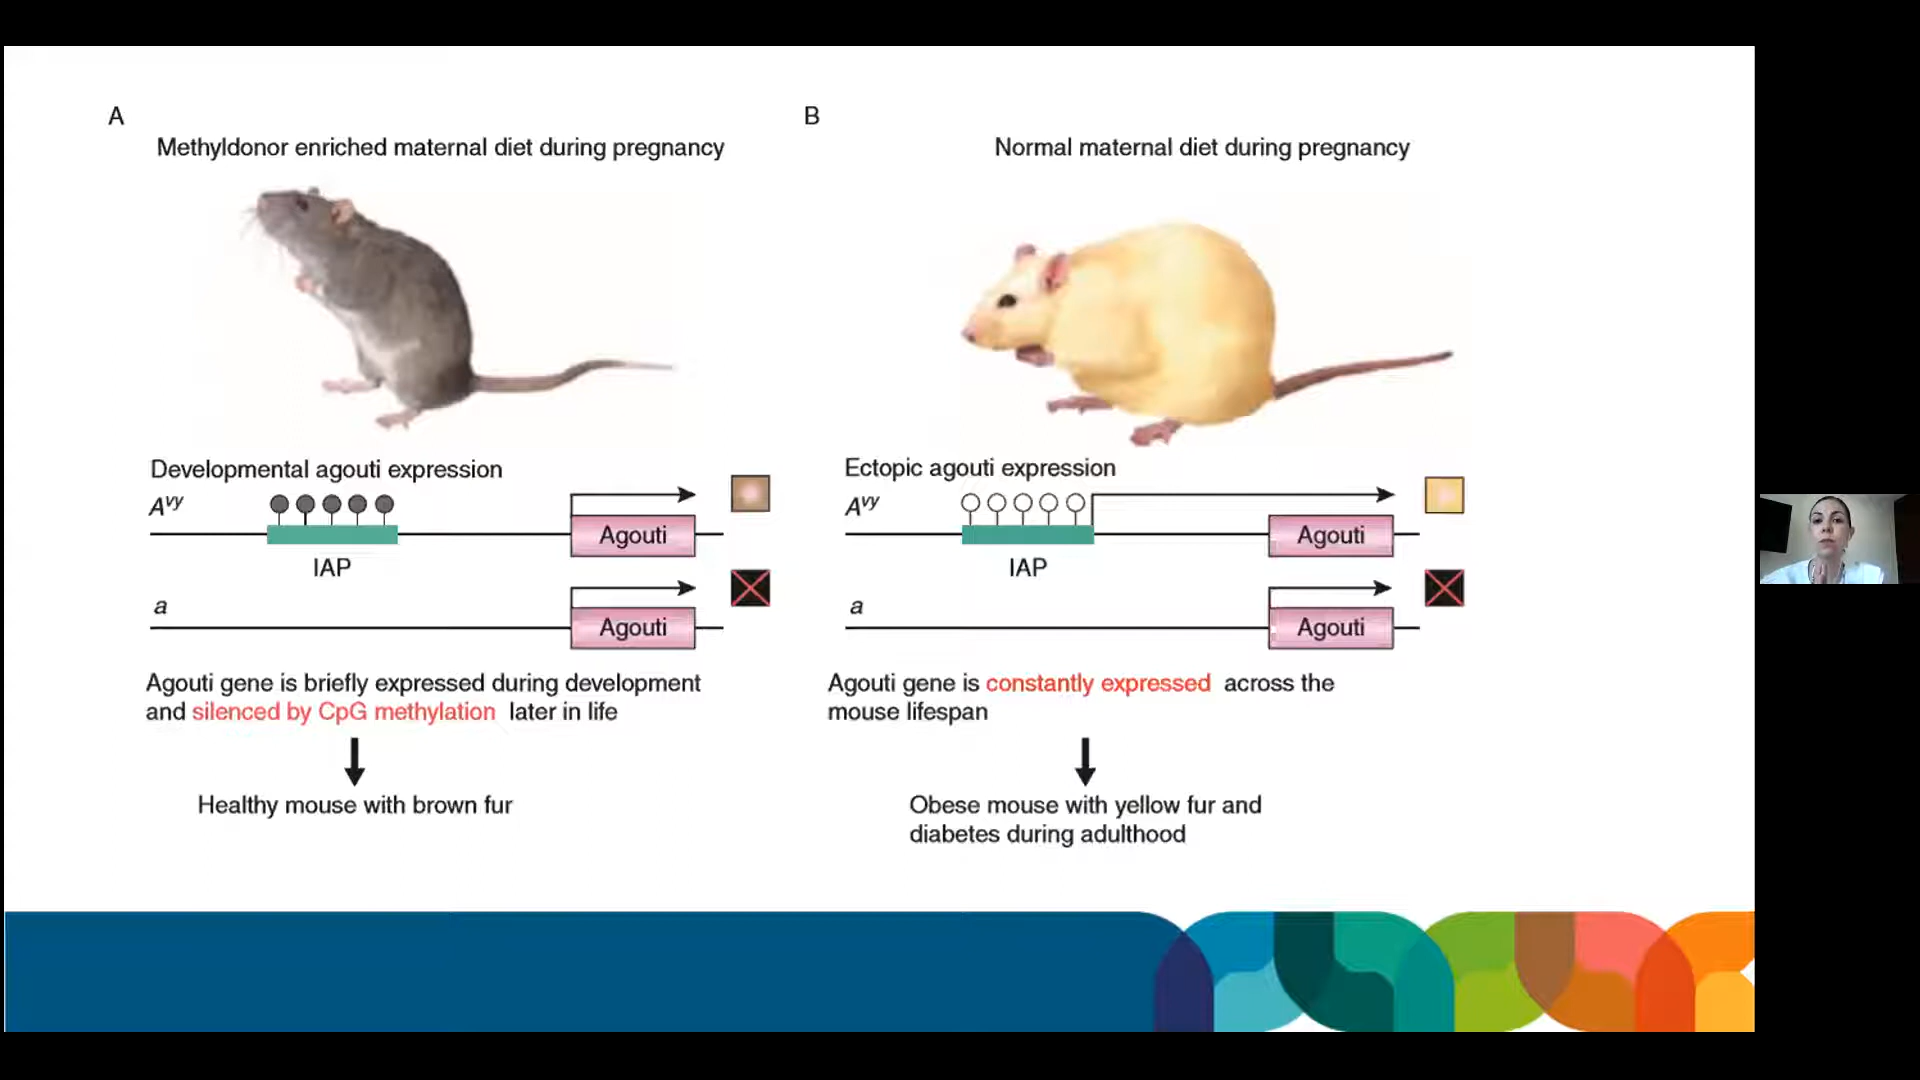 A
Methyldonor enriched maternal diet during pregnancy
Developmental agouti expression
Avy
Agouti
IAP
a
Agouti
Agouti gene is briefly expressed during development
and silenced by CpG methylation later in life
Healthy mouse with brown fur
B
Normal maternal diet during pregnancy
Ectopic agouti expression
Avy
Agouti
IAP
a
Agouti
Agouti gene is constantly expressed across the
mouse lifespan
Obese mouse with yellow fur and
diabetes during adulthood